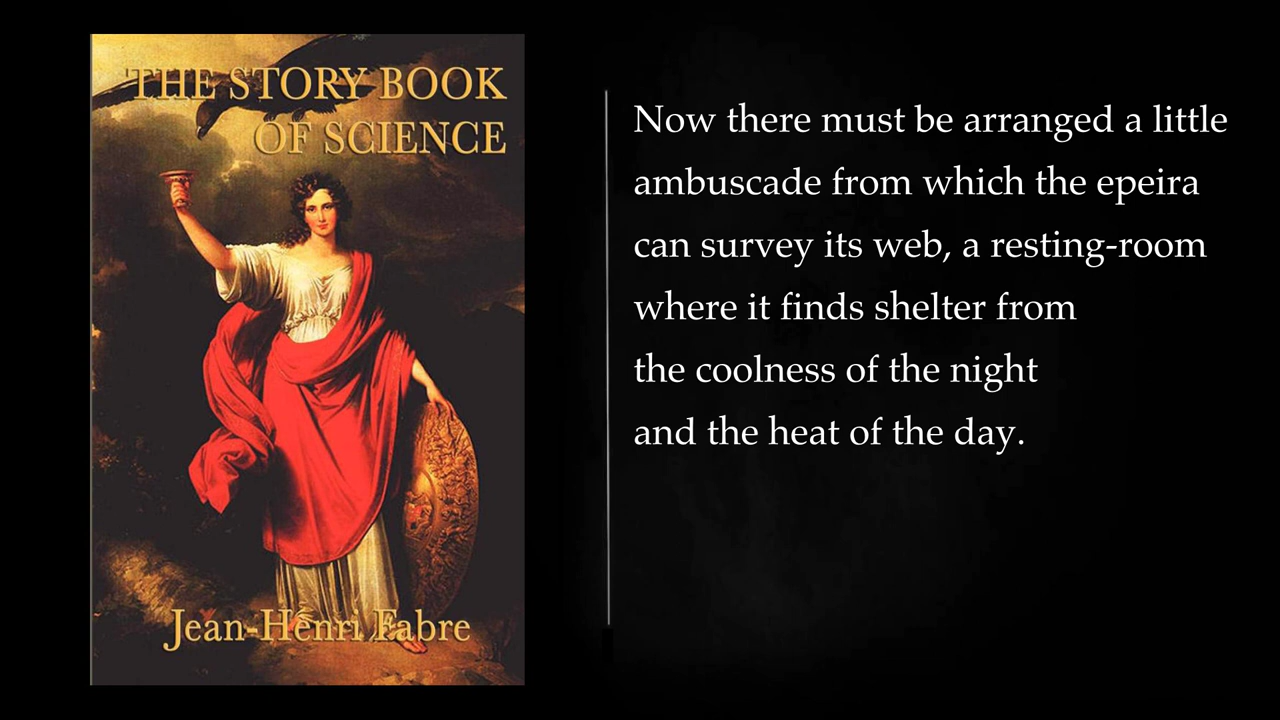 THE STORY BOOK
OF SCIENCE
Jean-Henri Fabre
Now there must be arranged a little
ambuscade from which the epeira
can survey its web, a resting-room
where it finds shelter from
the coolness of the night
and the heat of the day.